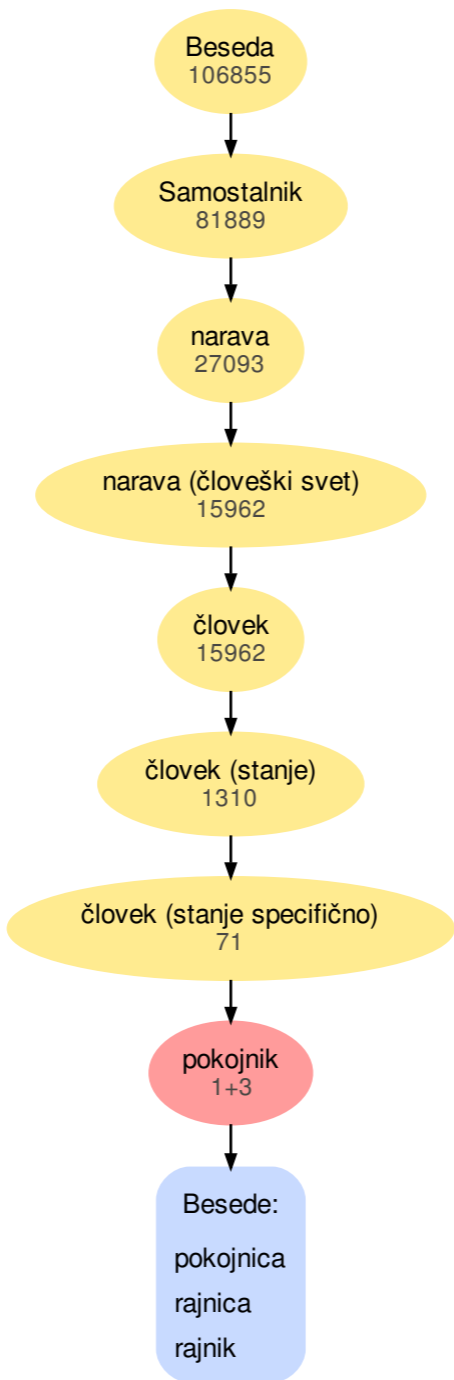 Beseda
106855
Samostalnik
81889
narava
27093
narava (človeški svet)
15962
človek
15962
človek (stanje)
1310
človek (stanje specifično)
71
pokojnik
1+3
Besede:
pokojnica
rajnica
rajnik